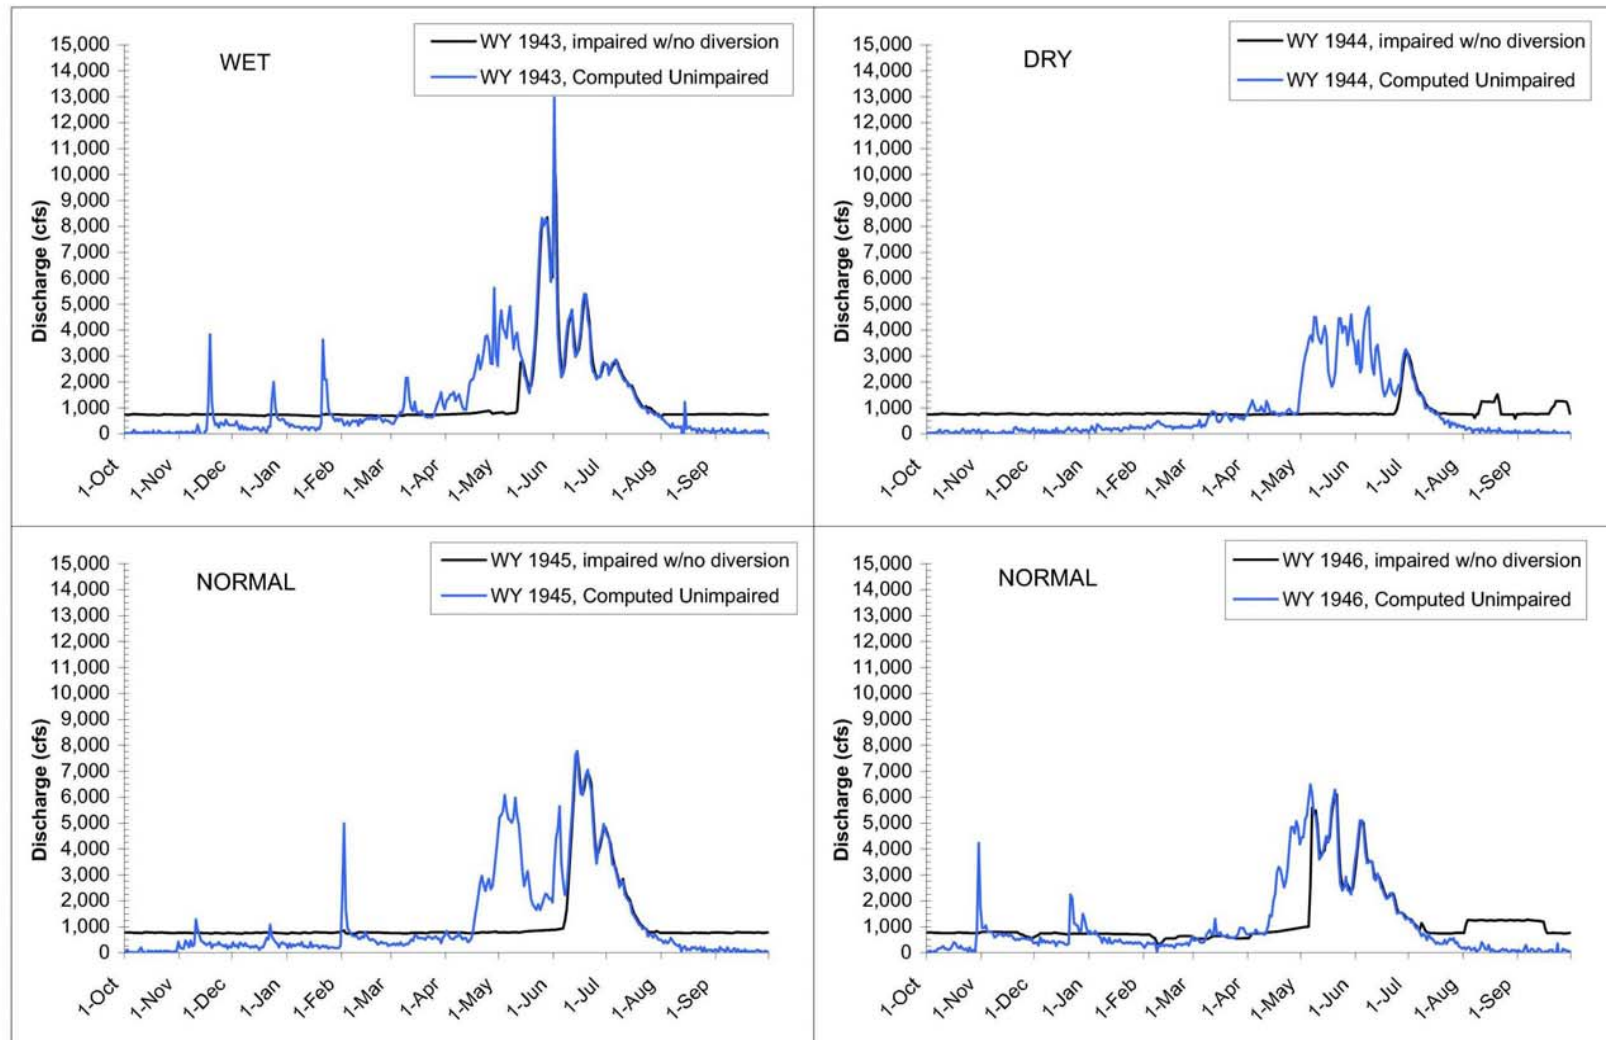 WET
WY 1943, impaired w/no diversion
WY 1943, Computed Unimpaired
Discharge (cfs)
15,000
14,000
13,000
12,000
11,000
10,000
9,000
8,000
7,000
6,000
5,000
4,000
3,000
2,000
1,000
0
1-Oct
1-Nov
1-Dec
1-Jan
1-Feb
1-Mar
1-Apr
1-May
1-Jun
1-Jul
1-Aug
1-Sep
DRY
WY 1944, impaired w/no diversion
WY 1944, Computed Unimpaired
Discharge (cfs)
15,000
14,000
13,000
12,000
11,000
10,000
9,000
8,000
7,000
6,000
5,000
4,000
3,000
2,000
1,000
0
1-Oct
1-Nov
1-Dec
1-Jan
1-Feb
1-Mar
1-Apr
1-May
1-Jun
1-Jul
1-Aug
1-Sep
NORMAL
WY 1945, impaired w/no diversion
WY 1945, Computed Unimpaired
Discharge (cfs)
15,000
14,000
13,000
12,000
11,000
10,000
9,000
8,000
7,000
6,000
5,000
4,000
3,000
2,000
1,000
0
1-Oct
1-Nov
1-Dec
1-Jan
1-Feb
1-Mar
1-Apr
1-May
1-Jun
1-Jul
1-Aug
1-Sep
NORMAL
WY 1946, impaired w/no diversion
WY 1946, Computed Unimpaired
Discharge (cfs)
15,000
14,000
13,000
12,000
11,000
10,000
9,000
8,000
7,000
6,000
5,000
4,000
3,000
2,000
1,000
0
1-Oct
1-Nov
1-Dec
1-Jan
1-Feb
1-Mar
1-Apr
1-May
1-Jun
1-Jul
1-Aug
1-Sep